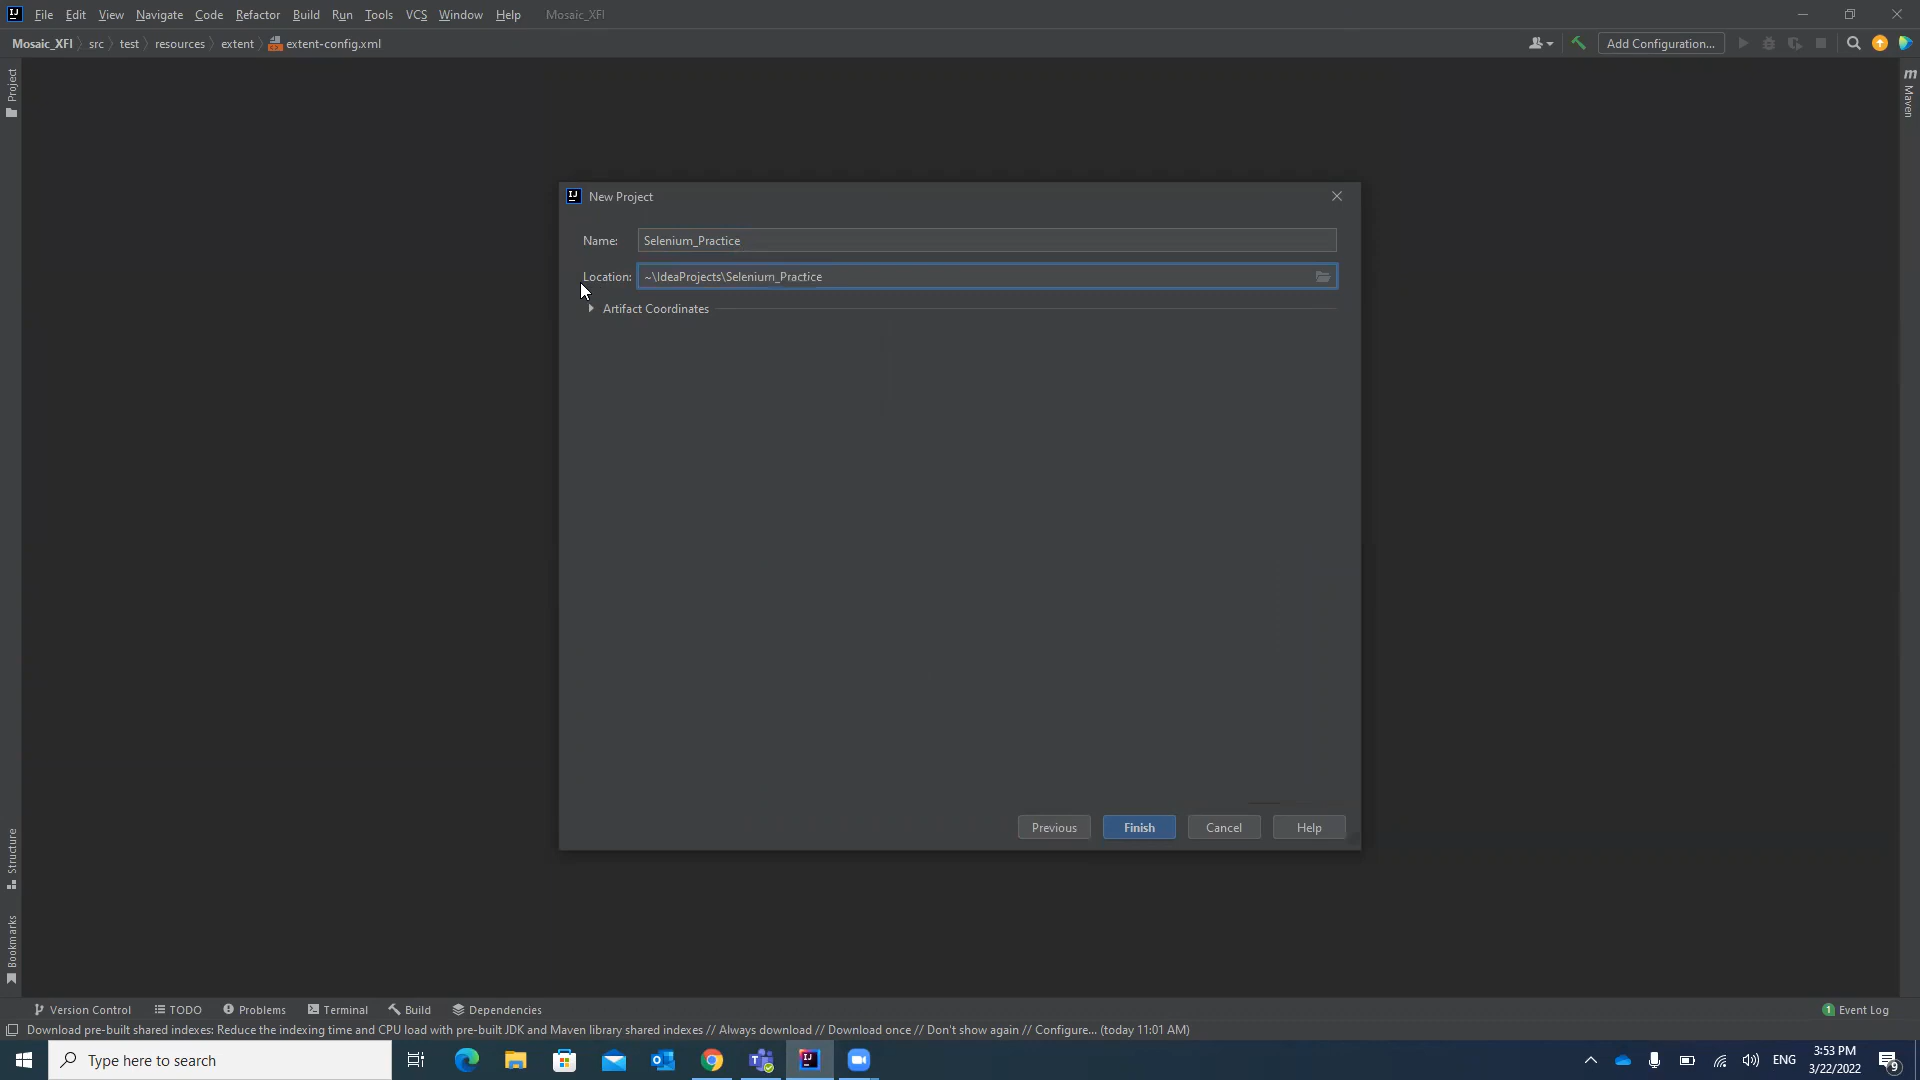 File Edit View Navigate Code Refactor Build Run Tools VCS Window Help Mosaic_XFI
Mosaic_XFI src test resources extent extent-config.xml Add Configuration...
Project
m Maven
New Project
Name: Selenium_Practice
Location: ~\IdeaProjects\Selenium_Practice
Artifact Coordinates
Previous Finish Cancel Help
Structure
Bookmarks
Version Control TODO Problems Terminal Build Dependencies 1 Event Log
Download pre-built shared indexes: Reduce the indexing time and CPU load with pre-built JDK and Maven library shared indexes // Always download // Download once // Don't show again // Configure... (today 11:01 AM)
Type here to search ENG 3:53 PM
3/22/2022 9